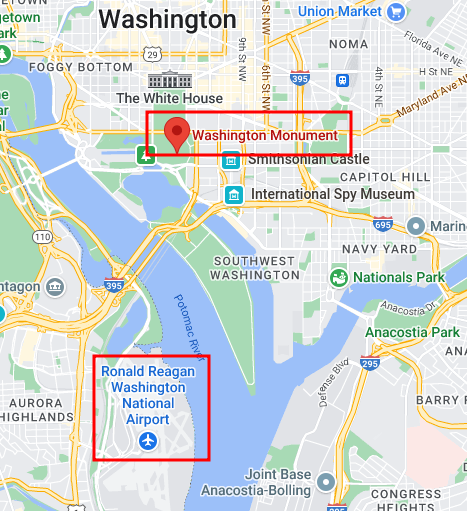 Washington
Union Market
getown
ark
29
9th St NW
6th St NW
NOMA
Florida Ave NE
FOGGY BOTTOM
395
4th St NE
H St NE
The White House
Maryland Ave NE
Washington Monument
Smithsonian Castle
CAPITOL HILL
International Spy Museum
110
695
Marine
NAVY YARD
SOUTHWEST
WASHINGTON
Nationals Park
ntagon
395
Potomac River
Anacostia Dr.
Anacostia Park
295
Ronald Reagan
Washington
National
Airport
Defense Blvd
AURORA
HIGHLANDS
BARRY F
Joint Base
Anacostia-Bolling
CONGRESS
HEIGHTS